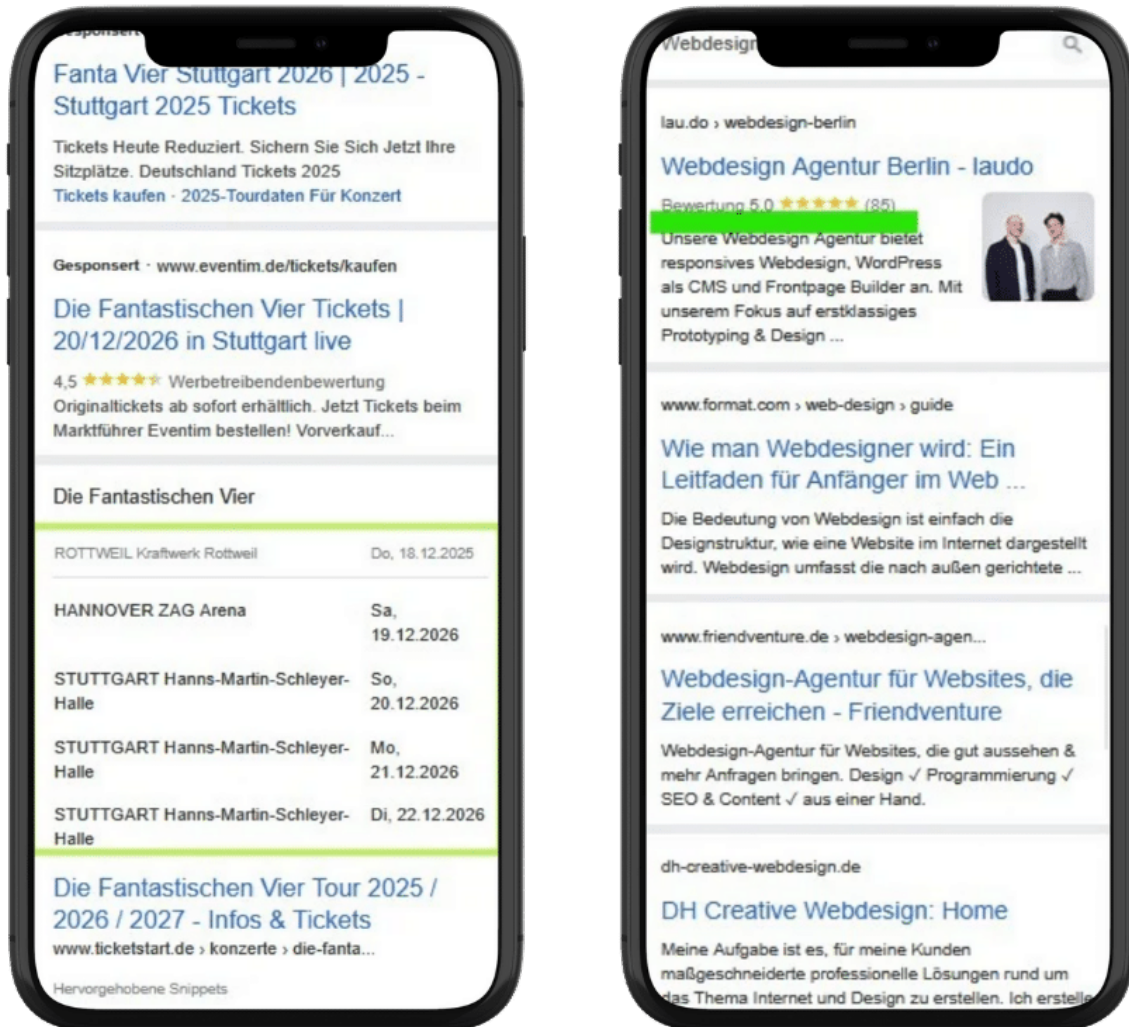 Gesponsert
Fanta Vier Stuttgart 2026 | 2025 -
Stuttgart 2025 Tickets
Tickets Heute Reduziert. Sichern Sie Sich Jetzt Ihre
Sitzplätze. Deutschland Tickets 2025
Tickets kaufen · 2025-Tourdaten Für Konzert
Gesponsert · www.eventim.de/tickets/kaufen
Die Fantastischen Vier Tickets |
20/12/2026 in Stuttgart live
4,5 ★★★★★ Werbetreibendenbewertung
Originaltickets ab sofort erhältlich. Jetzt Tickets beim
Marktführer Eventim bestellen! Vorverkauf...
Die Fantastischen Vier
ROTTWEIL Kraftwerk Rottweil Do, 18.12.2025
HANNOVER ZAG Arena Sa,
19.12.2026
STUTTGART Hanns-Martin-Schleyer- So,
Halle 20.12.2026
STUTTGART Hanns-Martin-Schleyer- Mo,
Halle 21.12.2026
STUTTGART Hanns-Martin-Schleyer- Di, 22.12.2026
Halle
Die Fantastischen Vier Tour 2025 /
2026 / 2027 - Infos & Tickets
www.ticketstart.de › konzerte › die-fanta...
Hervorgehobene Snippets
Webdesign
lau.do › webdesign-berlin
Webdesign Agentur Berlin - laudo
Bewertung 5,0 ★★★★★ (85)
Unsere Webdesign Agentur bietet
responsives Webdesign, WordPress
als CMS und Frontpage Builder an. Mit
unserem Fokus auf erstklassiges
Prototyping & Design ...
www.format.com › web-design › guide
Wie man Webdesigner wird: Ein
Leitfaden für Anfänger im Web ...
Die Bedeutung von Webdesign ist einfach die
Designstruktur, wie eine Website im Internet dargestellt
wird. Webdesign umfasst die nach außen gerichtete ...
www.friendventure.de › webdesign-agen...
Webdesign-Agentur für Websites, die
Ziele erreichen - Friendventure
Webdesign-Agentur für Websites, die gut aussehen &
mehr Anfragen bringen. Design ✓ Programmierung ✓
SEO & Content ✓ aus einer Hand.
dh-creative-webdesign.de
DH Creative Webdesign: Home
Meine Aufgabe ist es, für meine Kunden
maßgeschneiderte professionelle Lösungen rund um
das Thema Internet und Design zu erstellen. Ich erstelle